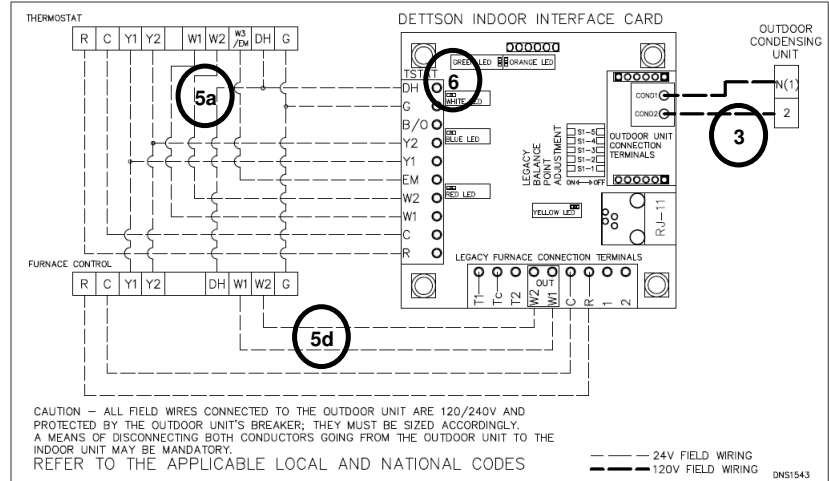 THERMOSTAT
R C Y1 Y2 W1 W2 W3/EM DH G
DETTSON INDOOR INTERFACE CARD
OUTDOOR
CONDENSING
UNIT
GREEN LED
ORANGE LED
TSTAT
6
5a
DH
G
B/O
Y2
Y1
EM
W2
W1
C
R
WHITE LED
BLUE LED
RED LED
YELLOW LED
LEGACY
BALANCE
POINT
ADJUSTMENT
S1-5
S1-4
S1-3
S1-2
S1-1
ON OFF
COND1
COND2
OUTDOOR UNIT
CONNECTION
TERMINALS
N(1)
2
3
RJ-11
LEGACY FURNACE CONNECTION TERMINALS
OUT
T1 Tc T2 W2 W1 C R 1 2
FURNACE CONTROL
R C Y1 Y2 DH W1 W2 G
5d
CAUTION - ALL FIELD WIRES CONNECTED TO THE OUTDOOR UNIT ARE 120/240V AND
PROTECTED BY THE OUTDOOR UNIT'S BREAKER; THEY MUST BE SIZED ACCORDINGLY.
A MEANS OF DISCONNECTING BOTH CONDUCTORS GOING FROM THE OUTDOOR UNIT TO THE
INDOOR UNIT MAY BE MANDATORY.
REFER TO THE APPLICABLE LOCAL AND NATIONAL CODES
24V FIELD WIRING
120V FIELD WIRING
DNS1543